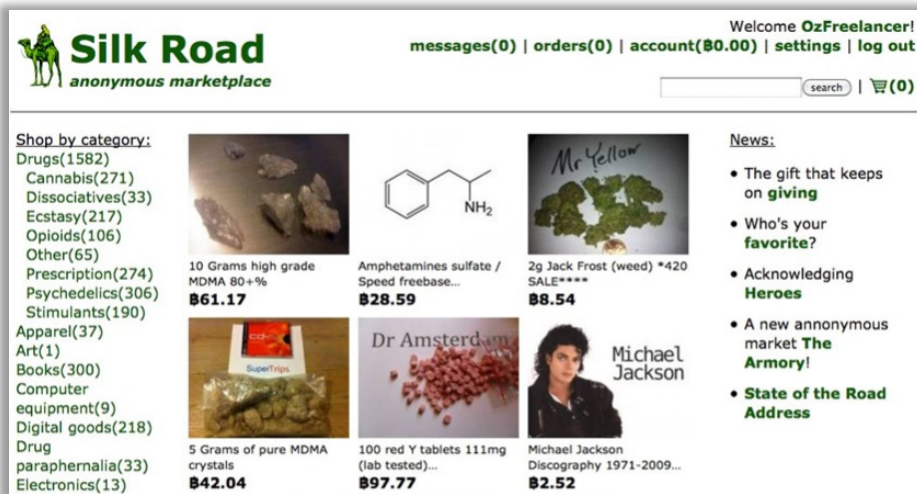 Silk Road
anonymous marketplace
Welcome OzFreelancer!
messages(0) | orders(0) | account(฿0.00) | settings | log out
search | (0)
Shop by category:
Drugs(1582)
Cannabis(271)
Dissociatives(33)
Ecstasy(217)
Opioids(106)
Other(65)
Prescription(274)
Psychedelics(306)
Stimulants(190)
Apparel(37)
Art(1)
Books(300)
Computer
equipment(9)
Digital goods(218)
Drug
paraphernalia(33)
Electronics(13)
10 Grams high grade
MDMA 80+%
฿61.17
NH₂
Amphetamines sulfate /
Speed freebase...
฿28.59
Mr Yellow
2g Jack Frost (weed) *420
SALE****
฿8.54
SuperTrips
5 Grams of pure MDMA
crystals
฿42.04
Dr Amsterdam
100 red Y tablets 111mg
(lab tested)...
฿97.77
Michael
Jackson
Michael Jackson
Discography 1971-2009...
฿2.52
News:
The gift that keeps
on giving
Who's your
favorite?
Acknowledging
Heroes
A new annonymous
market The
Armory!
State of the Road
Address